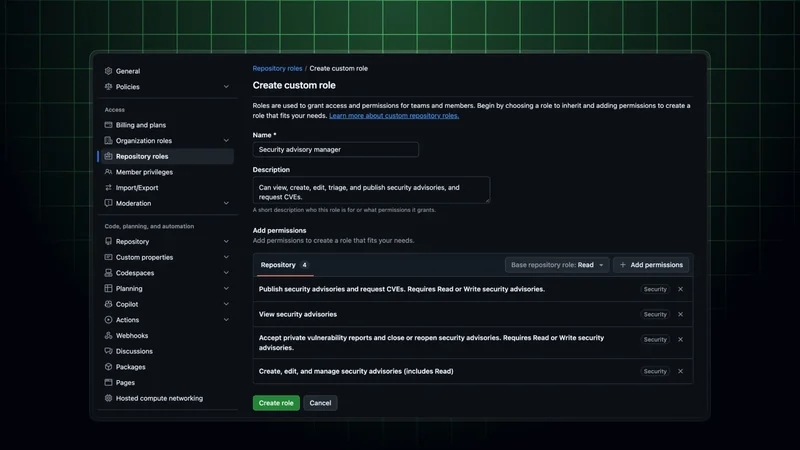 General
Policies
Access
Billing and plans
Organization roles
Repository roles
Member privileges
Import/Export
Moderation
Code, planning, and automation
Repository
Custom properties
Codespaces
Planning
Copilot
Actions
Webhooks
Discussions
Packages
Pages
Hosted compute networking
Repository roles / Create custom role
Create custom role
Roles are used to grant access and permissions for teams and members. Begin by choosing a role to inherit and adding permissions to create a
role that fits your needs. Learn more about custom repository roles.
Name *
Security advisory manager
Description
Can view, create, edit, triage, and publish security advisories, and
request CVEs.
A short description who this role is for or what permissions it grants.
Add permissions
Add permissions to create a role that fits your needs.
Repository 4
Base repository role: Read
Add permissions
Publish security advisories and request CVEs. Requires Read or Write security advisories.
Security
View security advisories
Security
Accept private vulnerability reports and close or reopen security advisories. Requires Read or Write security
advisories.
Security
Create, edit, and manage security advisories (includes Read)
Security
Create role
Cancel